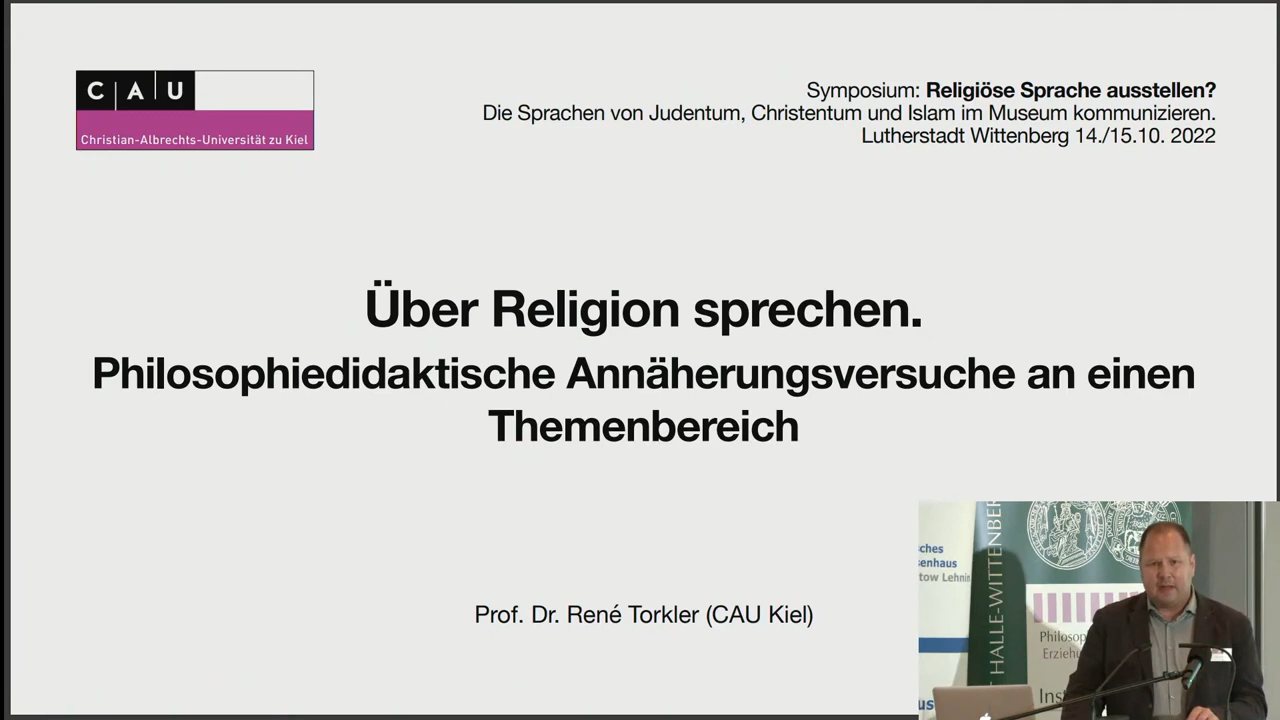 C A U
Christian-Albrechts-Universität zu Kiel
Symposium: Religiöse Sprache ausstellen?
Die Sprachen von Judentum, Christentum und Islam im Museum kommunizieren.
Lutherstadt Wittenberg 14./15.10. 2022
Über Religion sprechen.
Philosophiedidaktische Annäherungsversuche an einen
Themenbereich
Prof. Dr. René Torkler (CAU Kiel)
HALLE-WITTENBER